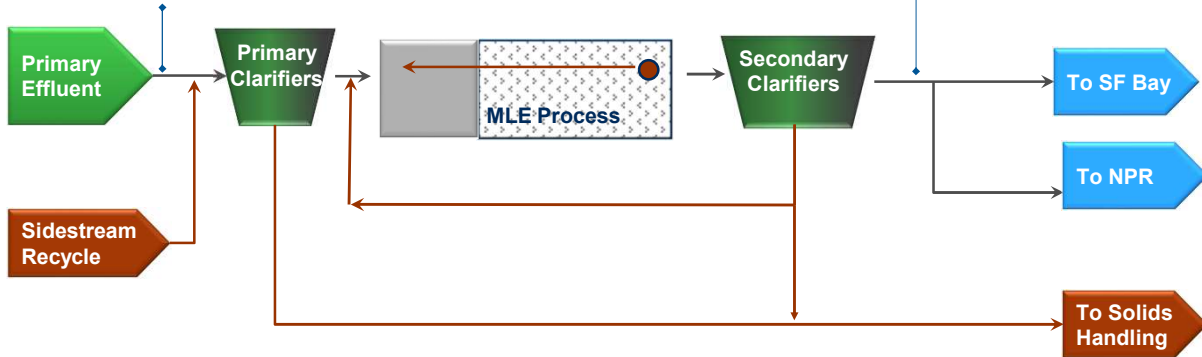 Primary
Effluent
Primary
Clarifiers
MLE Process
Secondary
Clarifiers
To SF Bay
To NPR
Sidestream
Recycle
To Solids
Handling